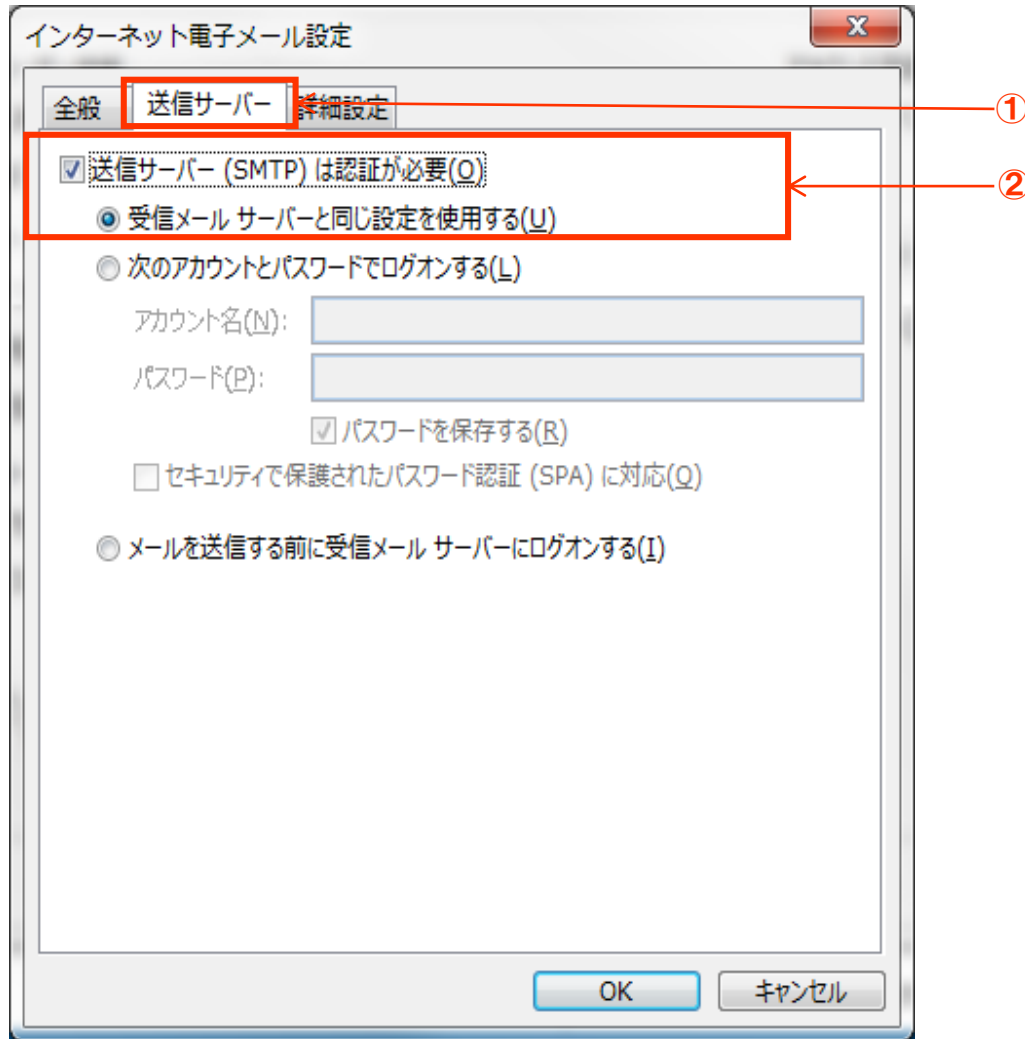 インターネット電子メール設定
全般 送信サーバー 詳細設定
①
送信サーバー (SMTP) は認証が必要(O)
②
受信メール サーバーと同じ設定を使用する(U)
次のアカウントとパスワードでログオンする(L)
アカウント名(N):
パスワード(P):
パスワードを保存する(R)
セキュリティで保護されたパスワード認証 (SPA) に対応(Q)
メールを送信する前に受信メール サーバーにログオンする(I)
OK キャンセル